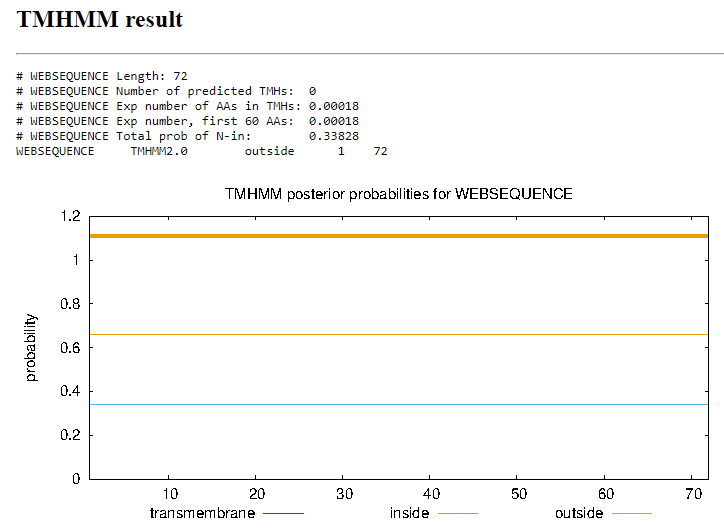 TMHMM result
# WEBSEQUENCE Length: 72
# WEBSEQUENCE Number of predicted TMHs:  0
# WEBSEQUENCE Exp number of AAs in TMHs: 0.00018
# WEBSEQUENCE Exp number, first 60 AAs:  0.00018
# WEBSEQUENCE Total prob of N-in:        0.33828
WEBSEQUENCE     TMHMM2.0        outside      1    72
TMHMM posterior probabilities for WEBSEQUENCE
1.2
1
0.8
0.6
0.4
0.2
0
probability
10 20 30 40 50 60 70
transmembrane inside outside